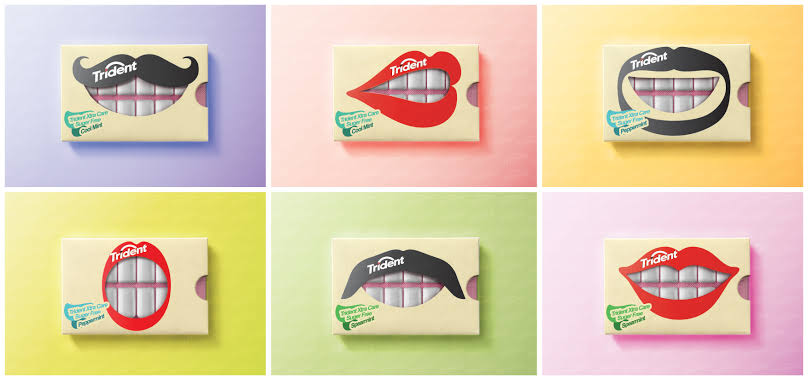 Trident
Trident Xtra Care
Sugar Free
Cool Mint
Trident
Trident Xtra Care
Sugar Free
Cool Mint
Trident
Trident Xtra Care
Sugar Free
Peppermint
Trident
Trident Xtra Care
Sugar Free
Peppermint
Trident
Trident Xtra Care
Sugar Free
Spearmint
Trident
Trident Xtra Care
Sugar Free
Spearmint